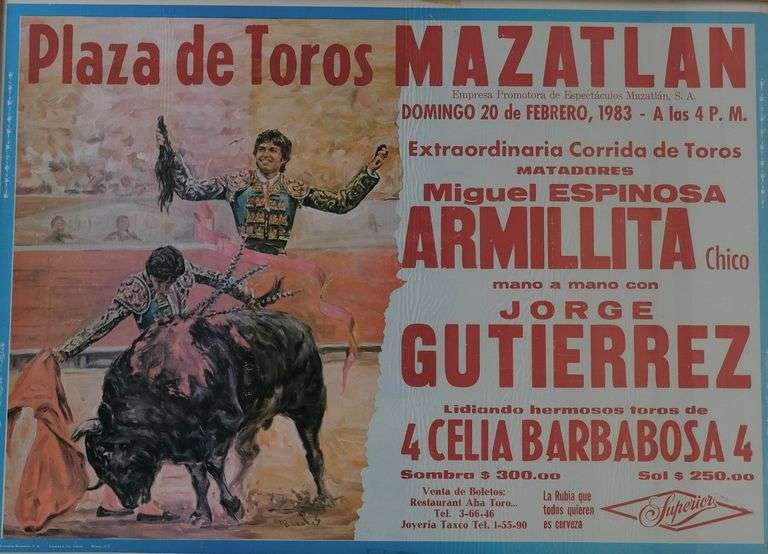 Plaza de Toros MAZATLAN
Empresa Promotora de Espectáculos Mazatlán, S. A.
DOMINGO 20 de FEBRERO, 1983 - A las 4 P. M.
Extraordinaria Corrida de Toros
MATADORES
Miguel ESPINOSA
ARMILLITA Chico
mano a mano con
JORGE
GUTIERREZ
Lidiando hermosos toros de
4 CELIA BARBABOSA 4
Sombra $ 300.oo Sol $ 250.oo
Venta de Boletos:
Restaurant Aha Toro...
Tel. 3-66-46
Joyería Taxco Tel. 1-55-90
La Rubia que
todos quieren
es cerveza
Superior